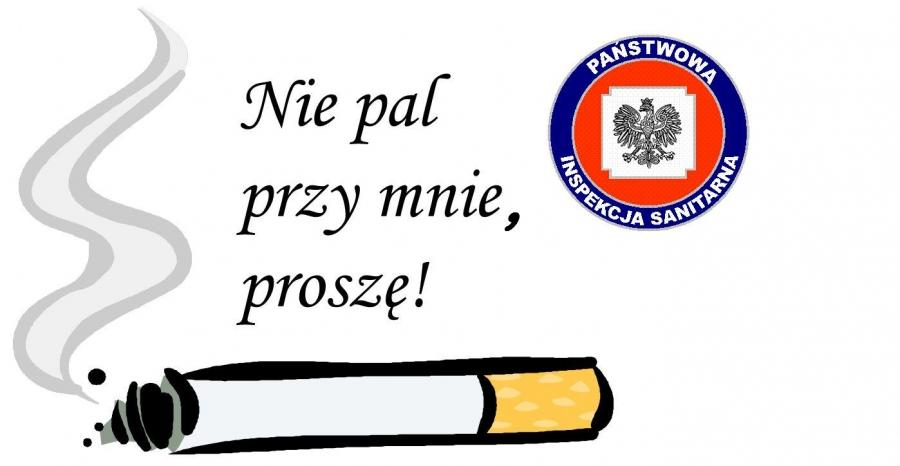 Nie pal
przy mnie,
proszę!
PAŃSTWOWA
INSPEKCJA SANITARNA